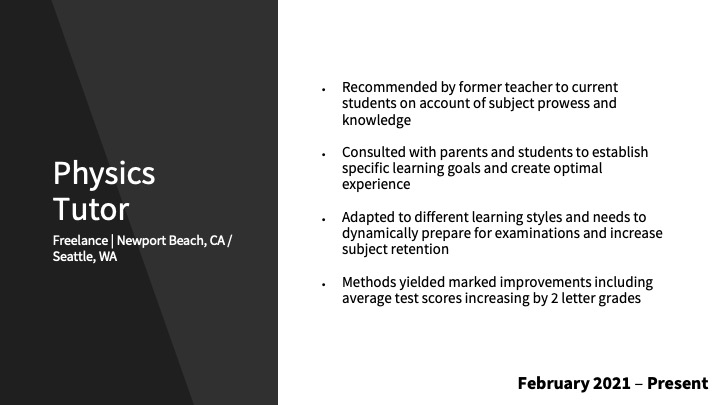 Physics
Tutor
Freelance | Newport Beach, CA /
Seattle, WA
• Recommended by former teacher to current
students on account of subject prowess and
knowledge
• Consulted with parents and students to establish
specific learning goals and create optimal
experience
• Adapted to different learning styles and needs to
dynamically prepare for examinations and increase
subject retention
• Methods yielded marked improvements including
average test scores increasing by 2 letter grades
February 2021 – Present